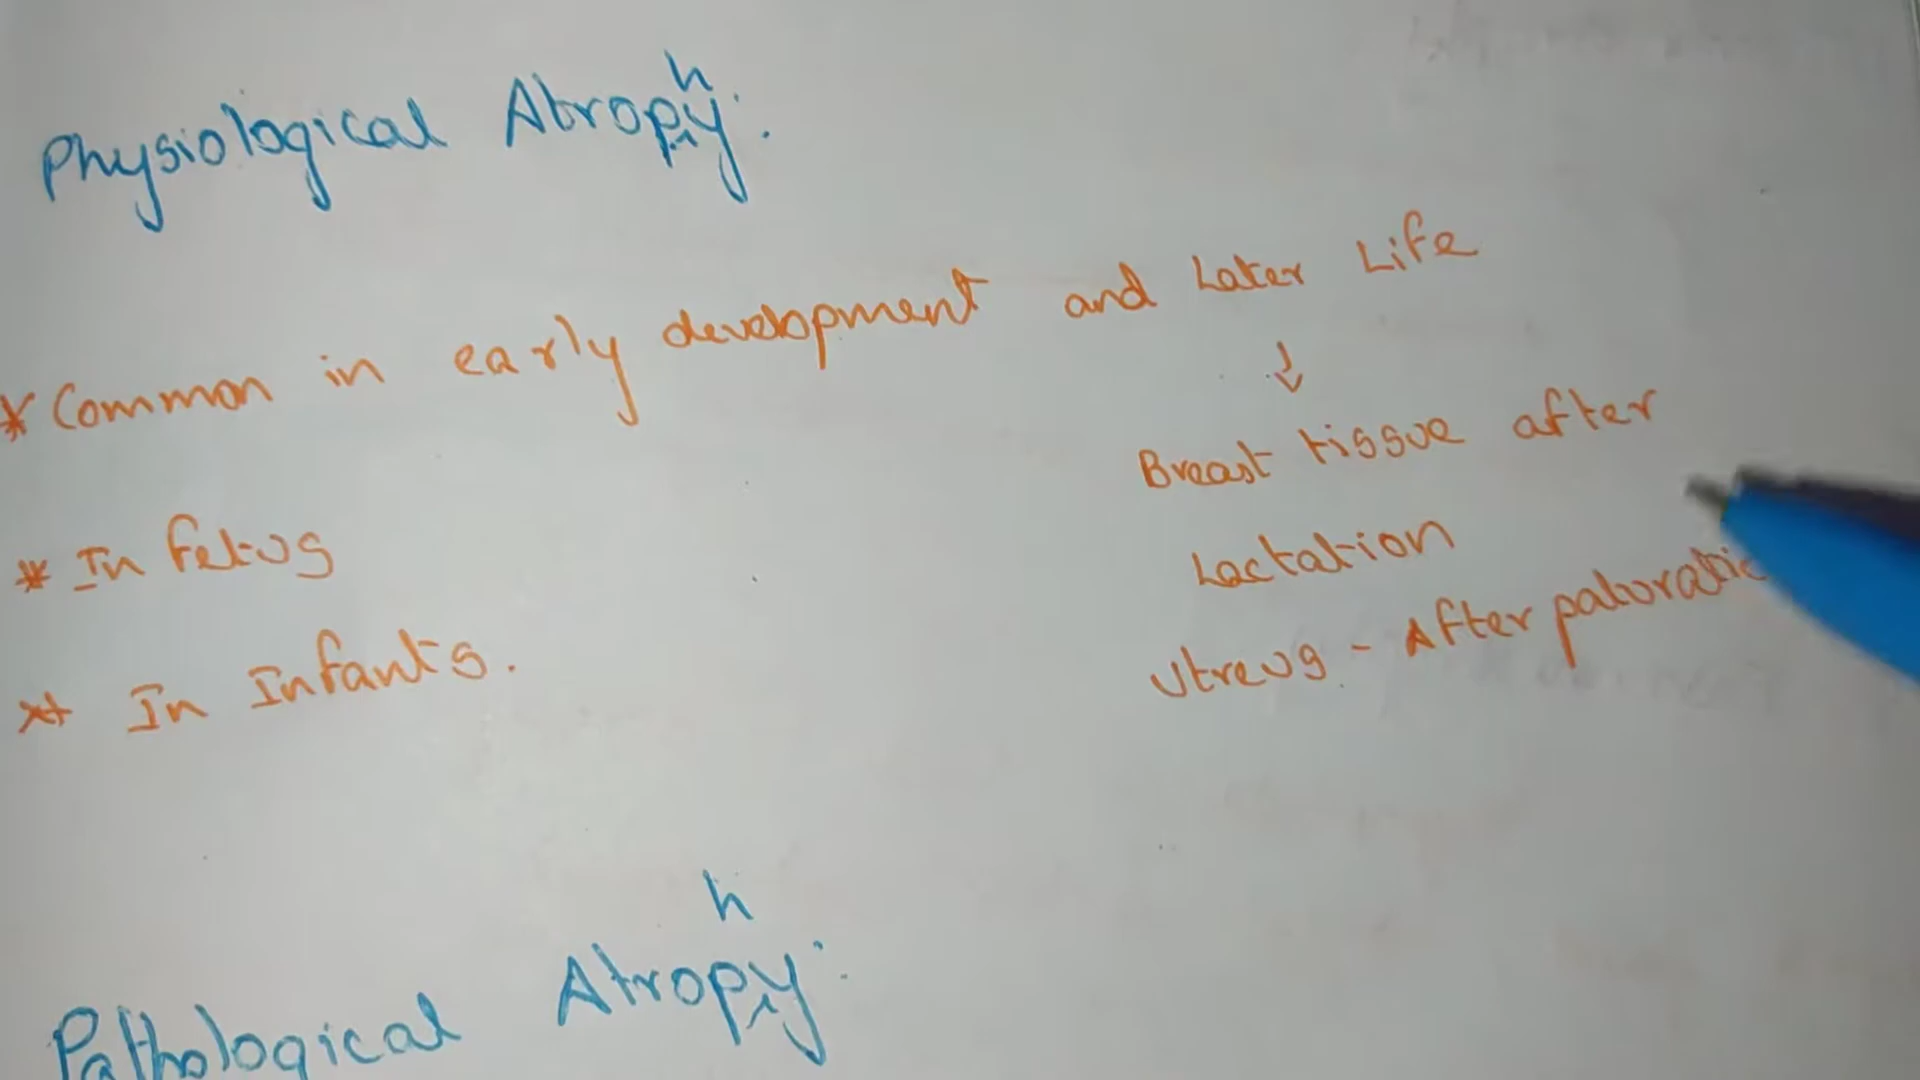 Physiological Atrophy:
* Common in early development and Later Life
↓
Breast tissue after
Lactation
* In Fetus
Utreus - After
* In Infants.
Pathological Atrophy: